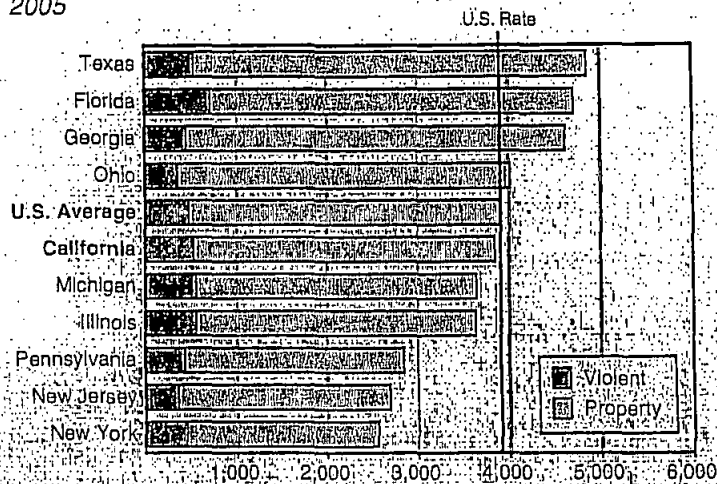 2005
U.S. Rate
Texas
Florida
Georgia
Ohio
U.S. Average
California
Michigan
Illinois
Pennsylvania
New Jersey
New York
Violent
Property
1,000 2,000 3,000 4,000 5,000 6,000